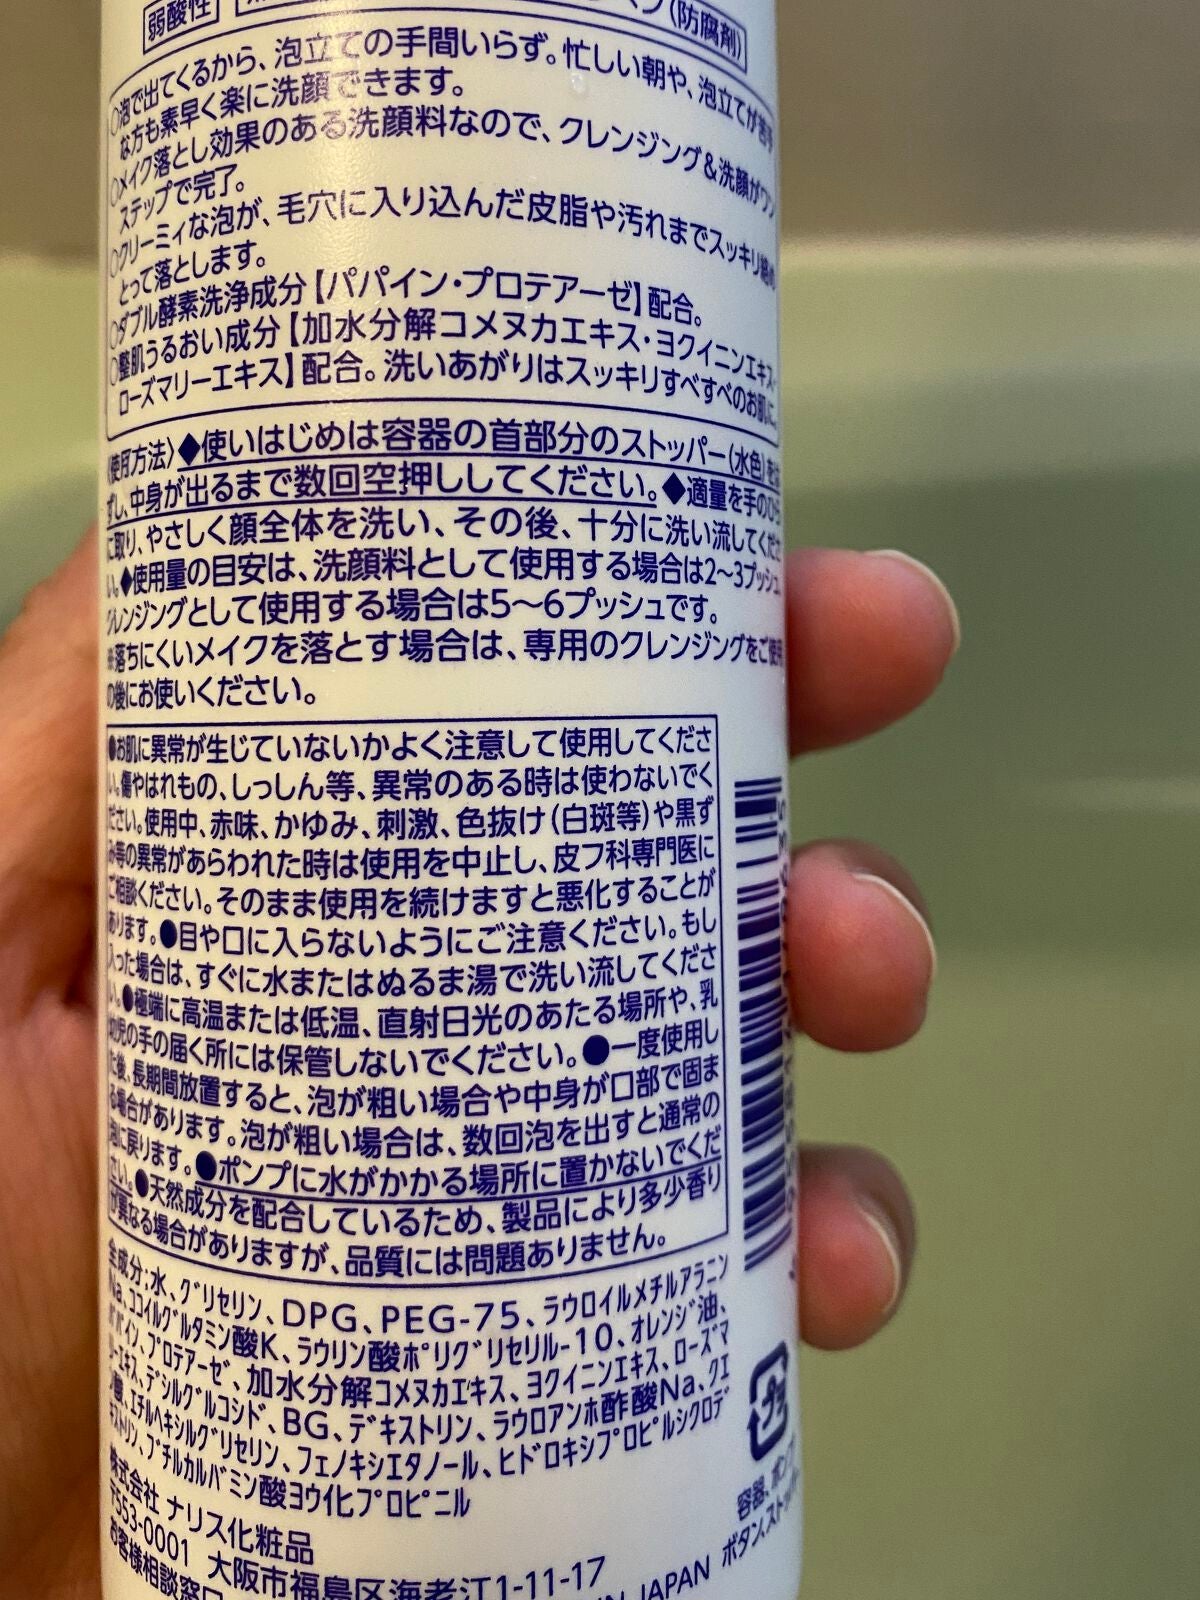 弱酸性
(防腐剤)
○泡で出てくるから、泡立ての手間いらず。忙しい朝や、泡立てが苦手
な方も素早く楽に洗顔できます。
○メイク落とし効果のある洗顔料なので、クレンジング&洗顔がワン
ステップで完了。
○クリーミィな泡が、毛穴に入り込んだ皮脂や汚れまでスッキリ絡め
とって落とします。
○ダブル酵素洗浄成分【パパイン・プロテアーゼ】配合。
○整肌うるおい成分【加水分解コメヌカエキス・ヨクイニンエキス・
ローズマリーエキス】配合。洗いあがりはスッキリすべすべのお肌に。
〈使用方法〉◆使いはじめは容器の首部分のストッパー(水色)をは
ずし、中身が出るまで数回空押ししてください。◆適量を手のひら
に取り、やさしく顔全体を洗い、その後、十分に洗い流してくださ
い。◆使用量の目安は、洗顔料として使用する場合は2〜3プッシュ、
クレンジングとして使用する場合は5〜6プッシュです。
※落ちにくいメイクを落とす場合は、専用のクレンジングをご使用
の後にお使いください。
●お肌に異常が生じていないかよく注意して使用してくださ
い。傷やはれもの、しっしん等、異常のある時は使わないでく
ださい。使用中、赤味、かゆみ、刺激、色抜け(白斑等)や黒ず
み等の異常があらわれた時は使用を中止し、皮フ科専門医に
ご相談ください。そのまま使用を続けますと悪化することが
あります。●目や口に入らないようにご注意ください。もし
入った場合は、すぐに水またはぬるま湯で洗い流してくださ
い。●極端に高温または低温、直射日光のあたる場所や、乳
幼児の手の届く所には保管しないでください。●一度使用し
た後、長期間放置すると、泡が粗い場合や中身が口部で固ま
る場合があります。泡が粗い場合は、数回泡を出すと通常の
泡に戻ります。●ポンプに水がかかる場所に置かないでくだ
さい。●天然成分を配合しているため、製品により多少香り
が異なる場合がありますが、品質には問題ありません。
全成分:水、グリセリン、DPG、PEG-75、ラウロイルメチルアラニン
Na、ココイルグルタミン酸K、ラウリン酸ポリグリセリル-10、オレンジ油、
パパイン、プロテアーゼ、加水分解コメヌカエキス、ヨクイニンエキス、ローズマ
リーエキス、デシルグルコシド、BG、デキストリン、ラウロアンホ酢酸Na、クエ
ン酸、エチルヘキシルグリセリン、フェノキシエタノール、ヒドロキシプロピルシクロデ
キストリン、ブチルカルバミン酸ヨウ化プロピニル
株式会社 ナリス化粧品
〒553-0001 大阪市福島区海老江1-11-17
お客様相談窓口
IN JAPAN
プラ
容器、ポンプ
ボタン、ストッパー